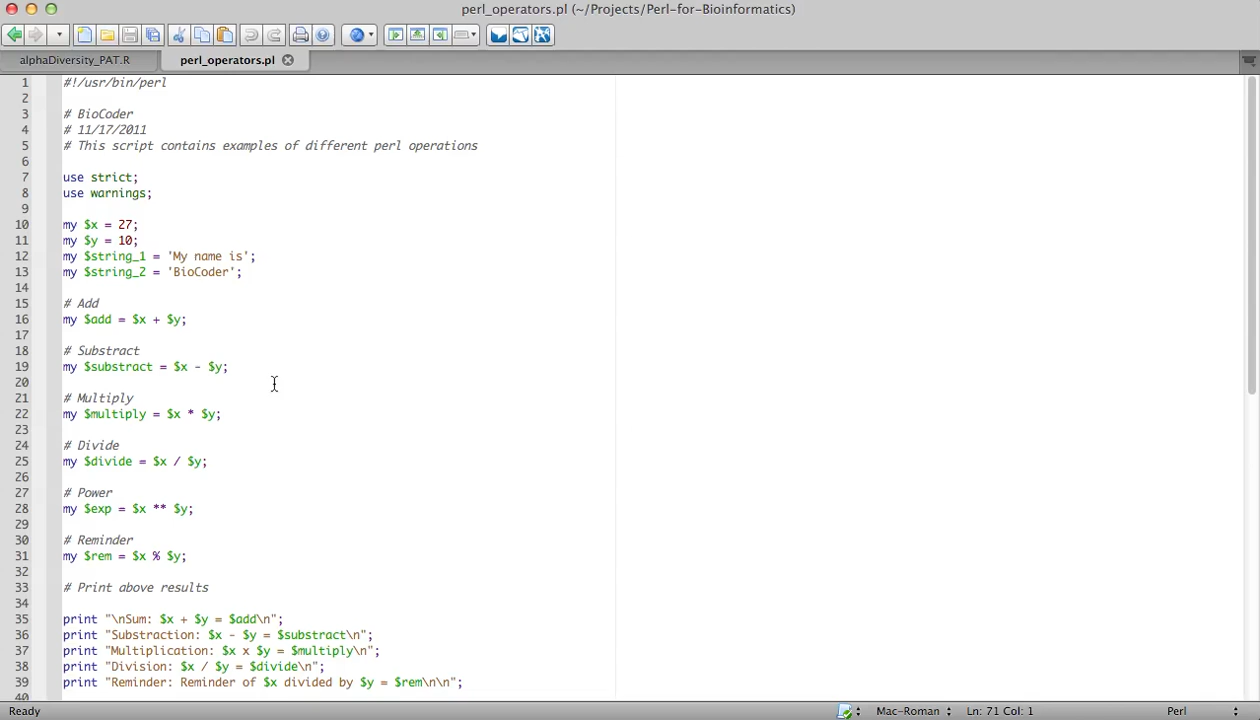 perl_operators.pl (~/Projects/Perl-for-Bioinformatics)
alphaDiversity_PAT.R
perl_operators.pl
1 #!/usr/bin/perl
2
3 # BioCoder
4 # 11/17/2011
5 # This script contains examples of different perl operations
6
7 use strict;
8 use warnings;
9
10 my $x = 27;
11 my $y = 10;
12 my $string_1 = 'My name is';
13 my $string_2 = 'BioCoder';
14
15 # Add
16 my $add = $x + $y;
17
18 # Substract
19 my $substract = $x - $y;
20
21 # Multiply
22 my $multiply = $x * $y;
23
24 # Divide
25 my $divide = $x / $y;
26
27 # Power
28 my $exp = $x ** $y;
29
30 # Reminder
31 my $rem = $x % $y;
32
33 # Print above results
34
35 print "\nSum: $x + $y = $add\n";
36 print "Substraction: $x - $y = $substract\n";
37 print "Multiplication: $x x $y = $multiply\n";
38 print "Division: $x / $y = $divide\n";
39 print "Reminder: Reminder of $x divided by $y = $rem\n\n";
40
Ready
Mac-Roman
Ln: 71 Col: 1
Perl